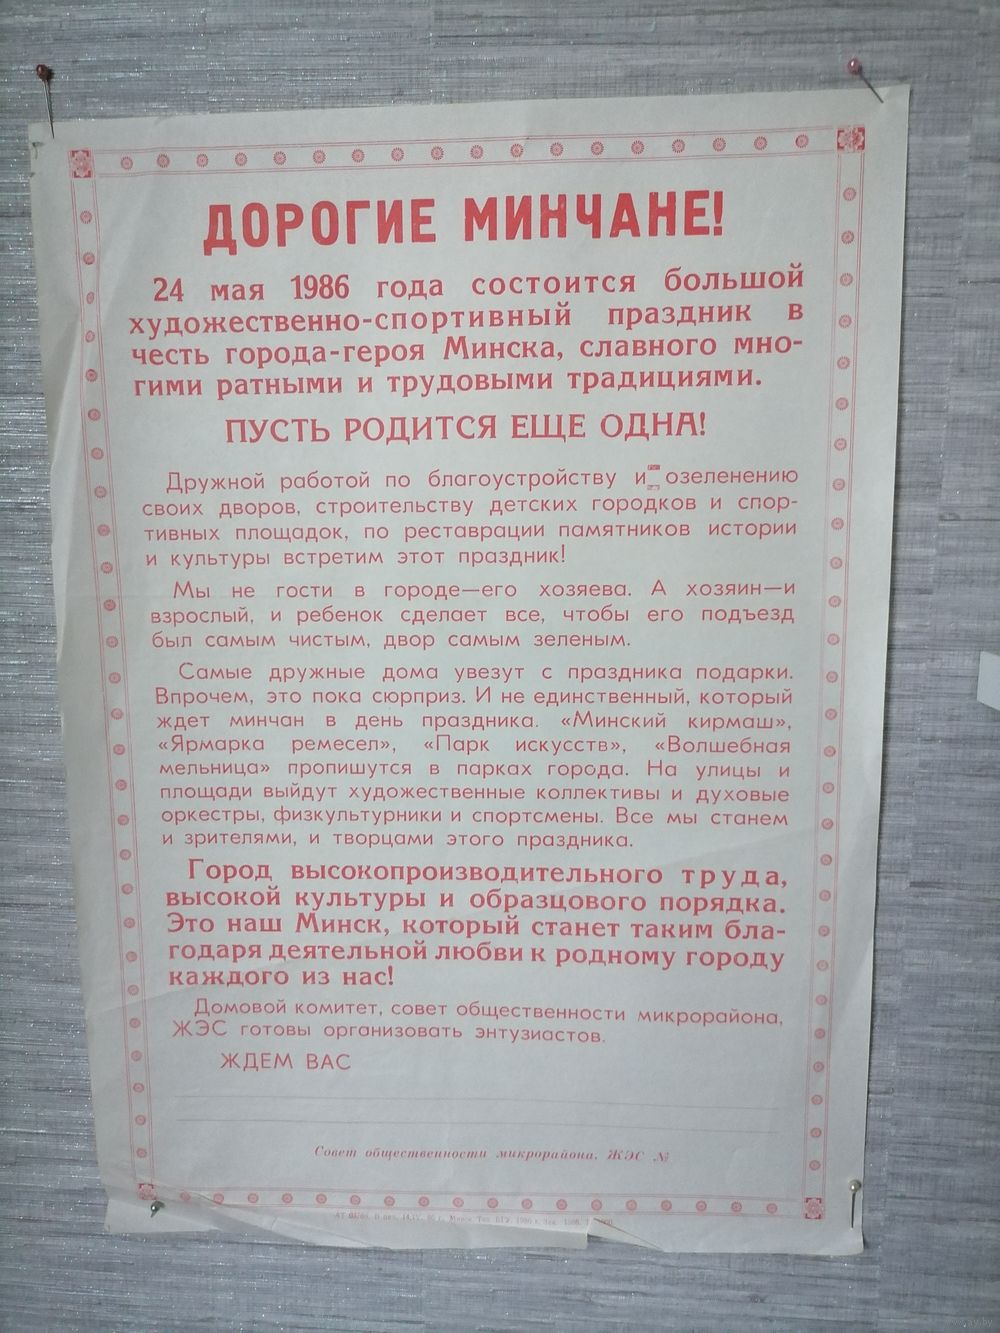 ДОРОГИЕ МИНЧАНЕ!
24 мая 1986 года состоится большой
художественно-спортивный праздник в
честь города-героя Минска, славного мно-
гими ратными и трудовыми традициями.
ПУСТЬ РОДИТСЯ ЕЩЕ ОДНА!
Дружной работой по благоустройству и озеленению
своих дворов, строительству детских городков и спор-
тивных площадок, по реставрации памятников истории
и культуры встретим этот праздник!
Мы не гости в городе—его хозяева. А хозяин—и
взрослый, и ребенок сделает все, чтобы его подъезд
был самым чистым, двор самым зеленым.
Самые дружные дома увезут с праздника подарки.
Впрочем, это пока сюрприз. И не единственный, который
ждет минчан в день праздника. «Минский кирмаш»,
«Ярмарка ремесел», «Парк искусств», «Волшебная
мельница» пропишутся в парках города. На улицы и
площади выйдут художественные коллективы и духовые
оркестры, физкультурники и спортсмены. Все мы станем
и зрителями, и творцами этого праздника.
Город высокопроизводительного труда,
высокой культуры и образцового порядка.
Это наш Минск, который станет таким бла-
годаря деятельной любви к родному городу
каждого из нас!
Домовой комитет, совет общественности микрорайона,
ЖЭС готовы организовать энтузиастов.
ЖДЕМ ВАС
Совет общественности микрорайона, ЖЭС №